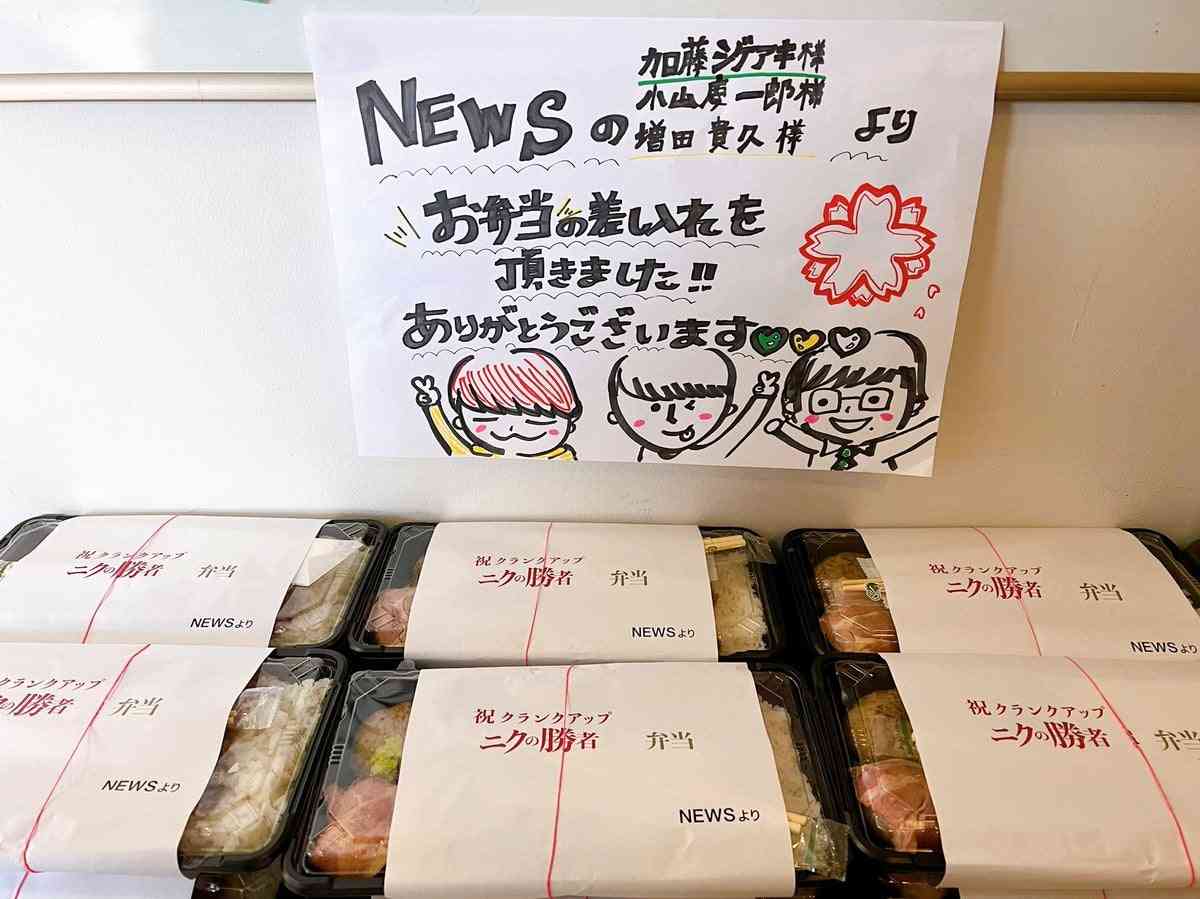 NEWSの
加藤シゲアキ様
小山慶一郎様
増田貴久様
より
お弁当の差し入れを
頂きました!!
ありがとうございます
祝 クランクアップ
ニクの勝者 弁当
NEWSより
祝 クランクアップ
ニクの勝者 弁当
NEWSより
祝 クランクアップ
ニクの勝者 弁当
NEWSより
クランクアップ
クの勝者 弁当
NEWSより
祝 クランクアップ
ニクの勝者 弁当
NEWSより
祝 クランクアップ
ニクの勝者 弁当